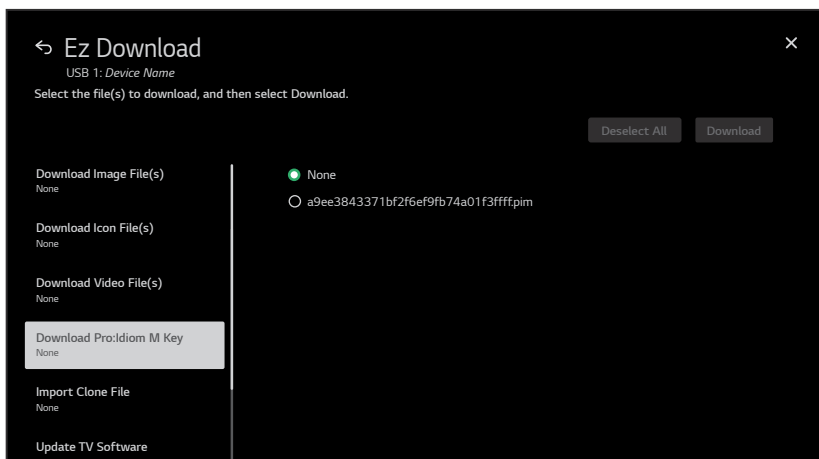 Ez Download
USB 1: Device Name
Select the file(s) to download, and then select Download.
Deselect All
Download
Download Image File(s)
None
Download Icon File(s)
None
Download Video File(s)
None
Download Pro:Idiom M Key
None
Import Clone File
None
Update TV Software
None
a9ee3843371bf2f6ef9fb74a01f3ffff.pim